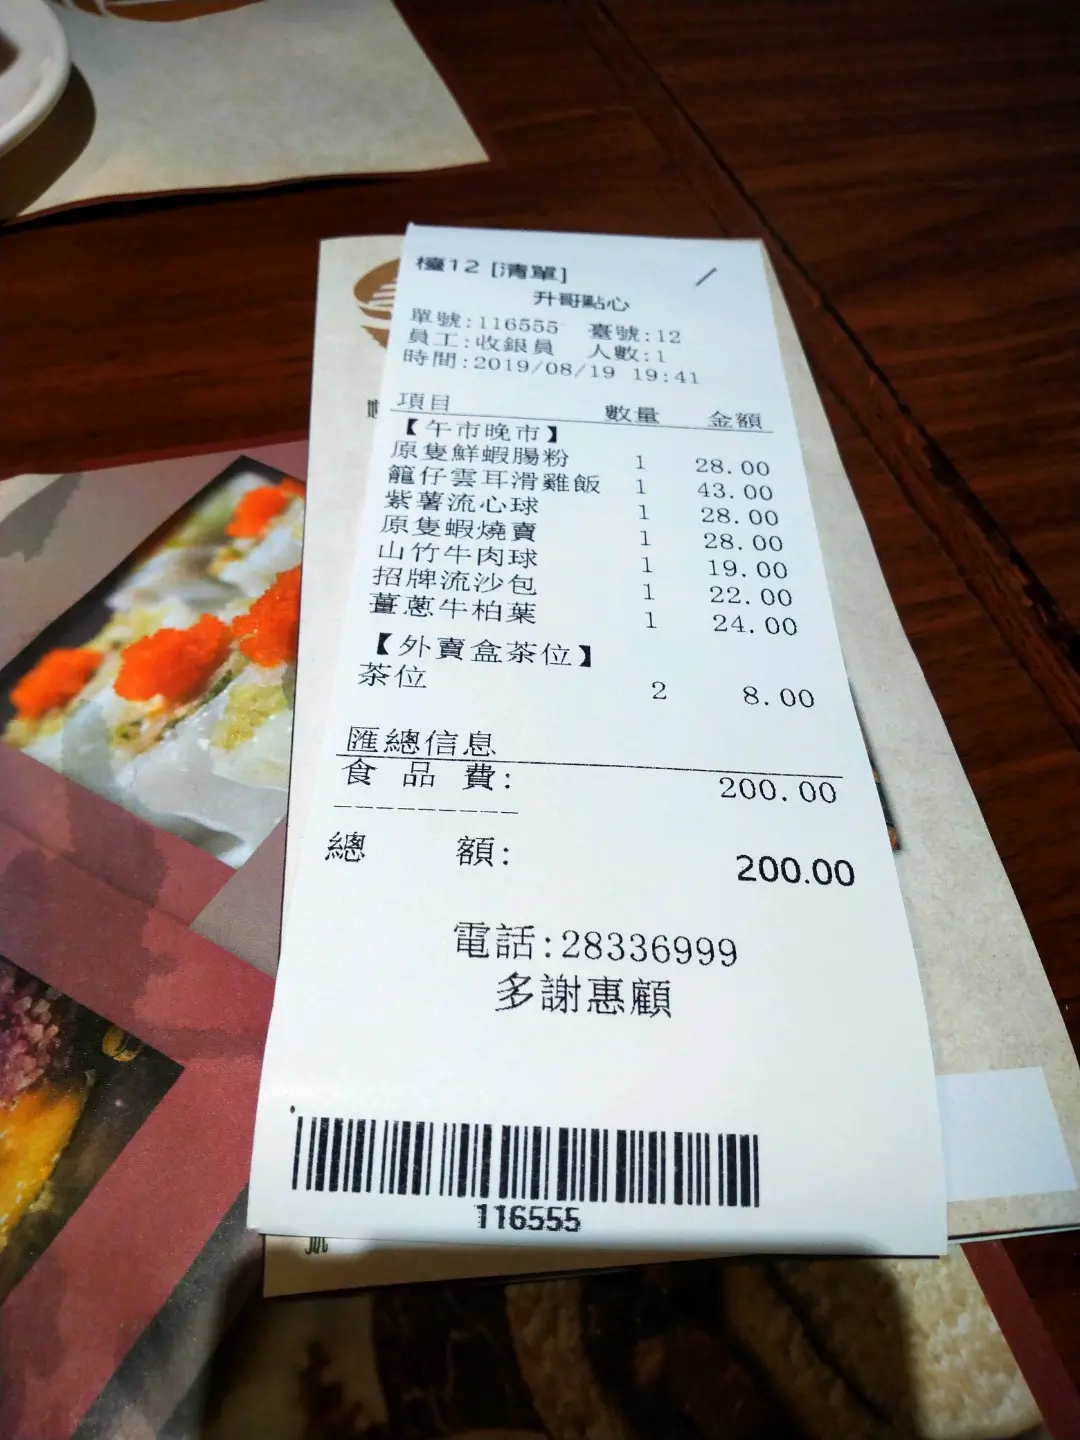 檯12 [清單]
升哥點心
單號:116555 臺號:12
員工:收銀員 人數:1
時間:2019/08/19 19:41
項目 數量 金額
【午市晚市】
原隻鮮蝦腸粉 1 28.00
籠仔雲耳滑雞飯 1 43.00
紫薯流心球 1 28.00
原隻蝦燒賣 1 28.00
山竹牛肉球 1 19.00
招牌流沙包 1 22.00
薑蔥牛柏葉 1 24.00
【外賣盒茶位】
茶位 2 8.00
匯總信息
食品費: 200.00
總額: 200.00
電話:28336999
多謝惠顧
116555